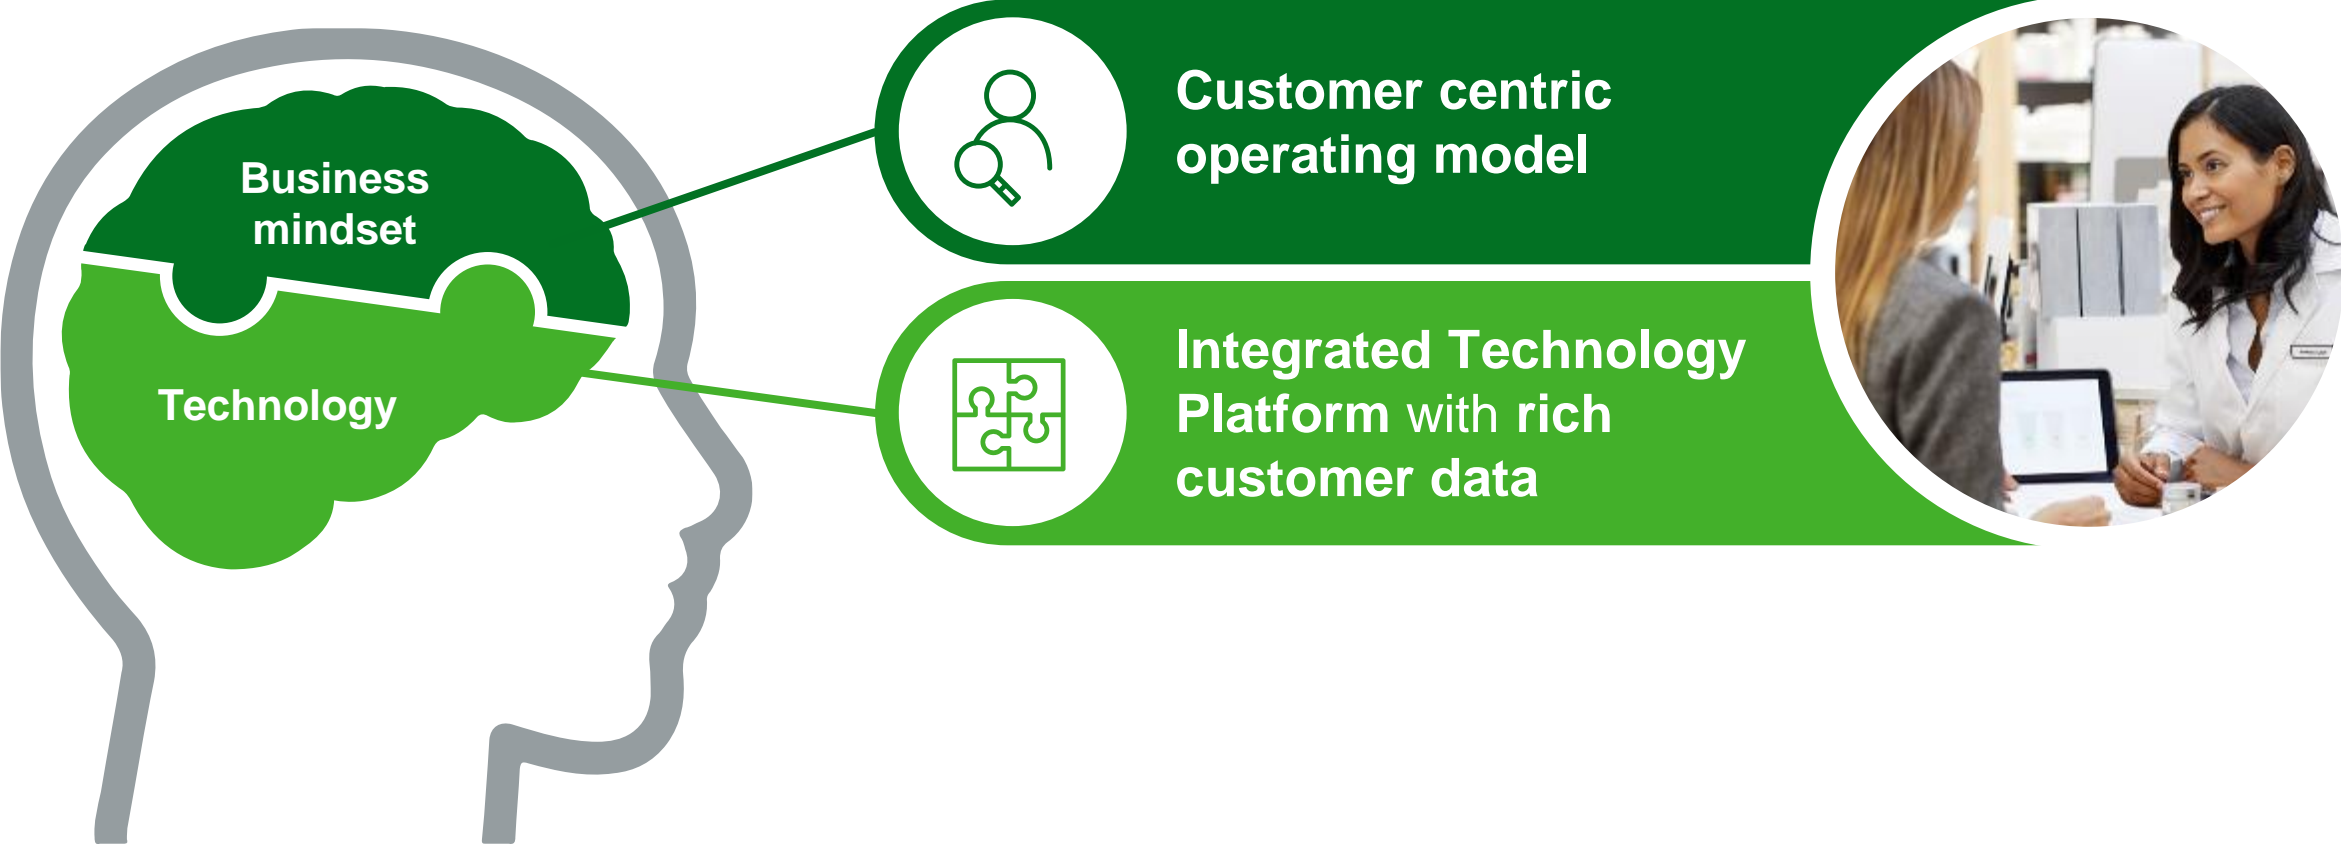 Business
mindset
Technology
Customer centric
operating model
Integrated Technology
Platform with rich
customer data